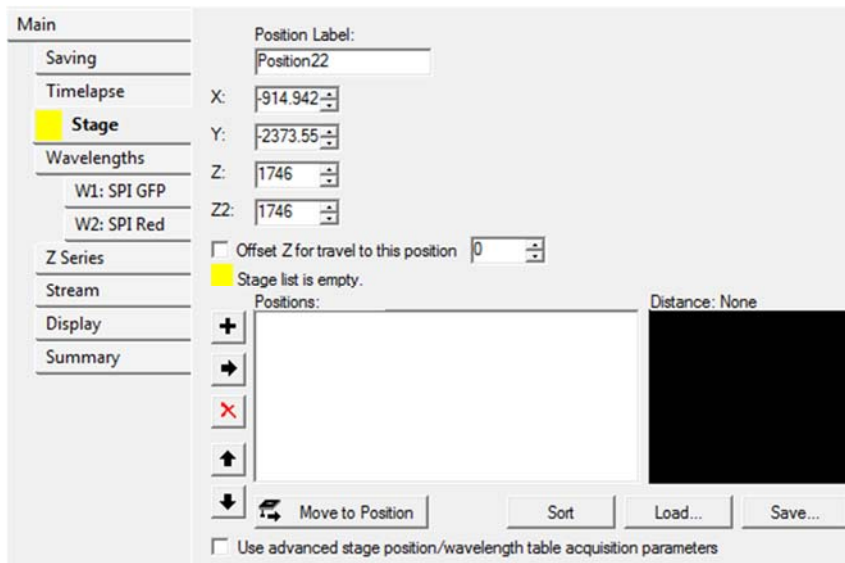 Main
Saving
Timelapse
Stage
Wavelengths
W1: SPI GFP
W2: SPI Red
Z Series
Stream
Display
Summary
Position Label:
Position22
X: -914.942
Y: -2373.55
Z: 1746
Z2: 1746
Offset Z for travel to this position 0
Stage list is empty.
Positions: Distance: None
Move to Position Sort Load... Save...
Use advanced stage position/wavelength table acquisition parameters